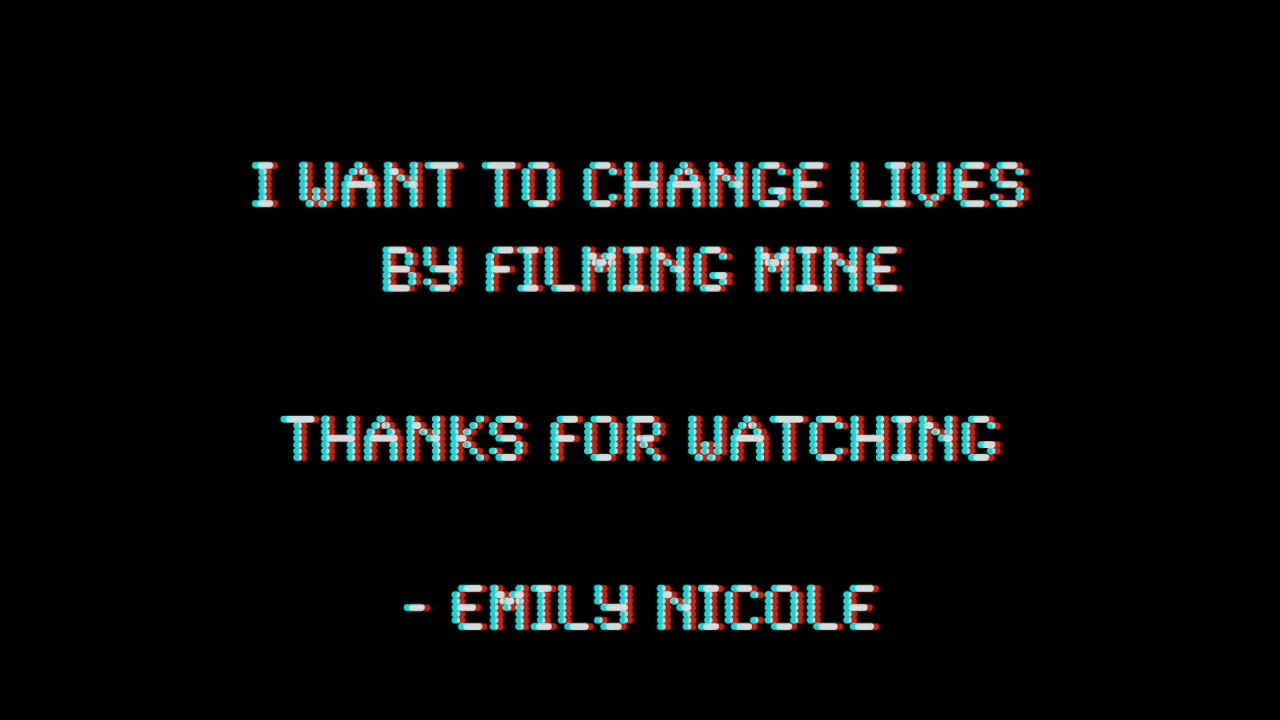 I WANT TO CHANGE LIVES
BY FILMING MINE
THANKS FOR WATCHING
- EMILY NICOLE